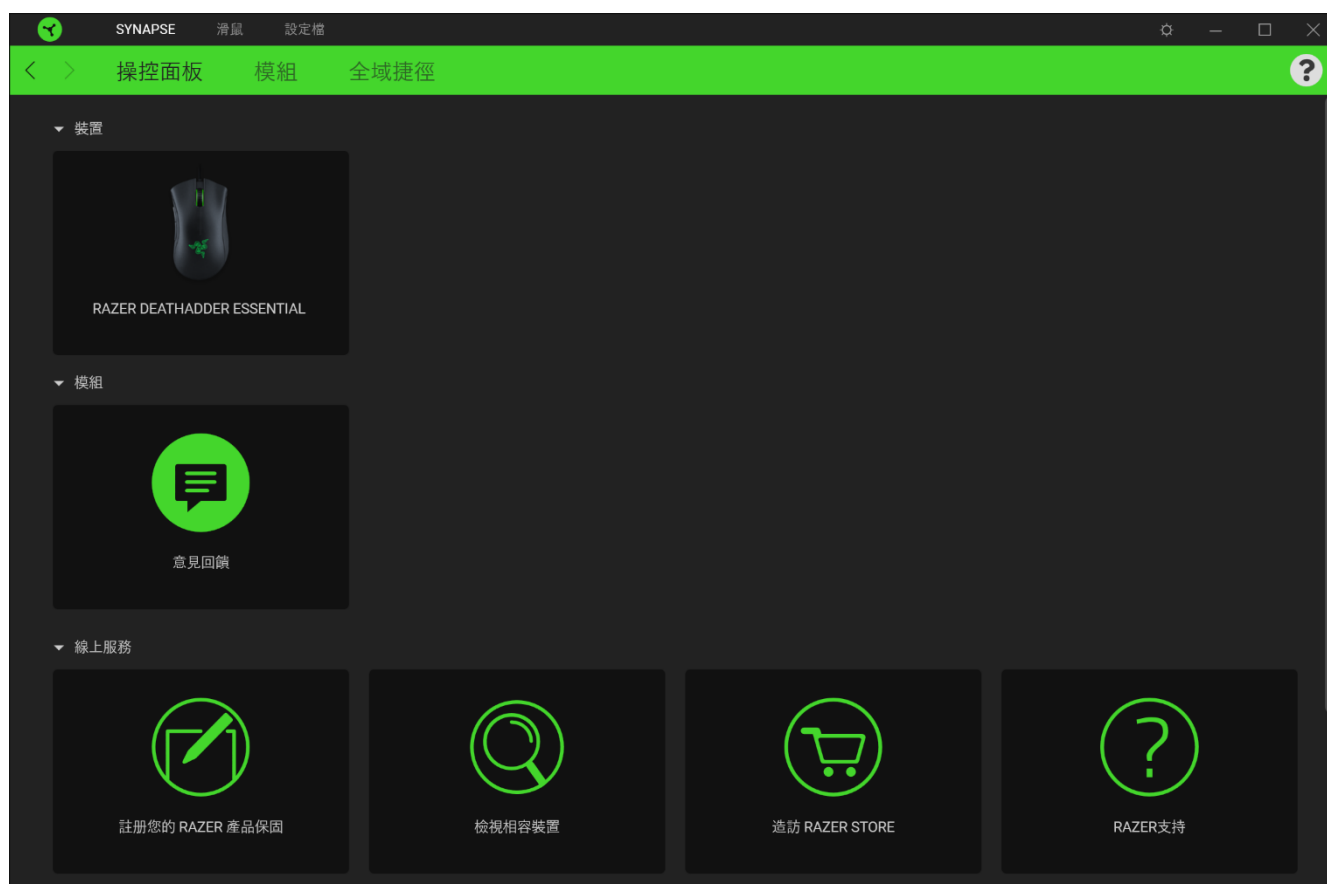 SYNAPSE 滑鼠 設定檔
操控面板 模組 全域捷徑 ?
裝置
RAZER DEATHADDER ESSENTIAL
模組
意見回饋
線上服務
註册您的 RAZER 產品保固
檢視相容裝置
造訪 RAZER STORE
RAZER支持